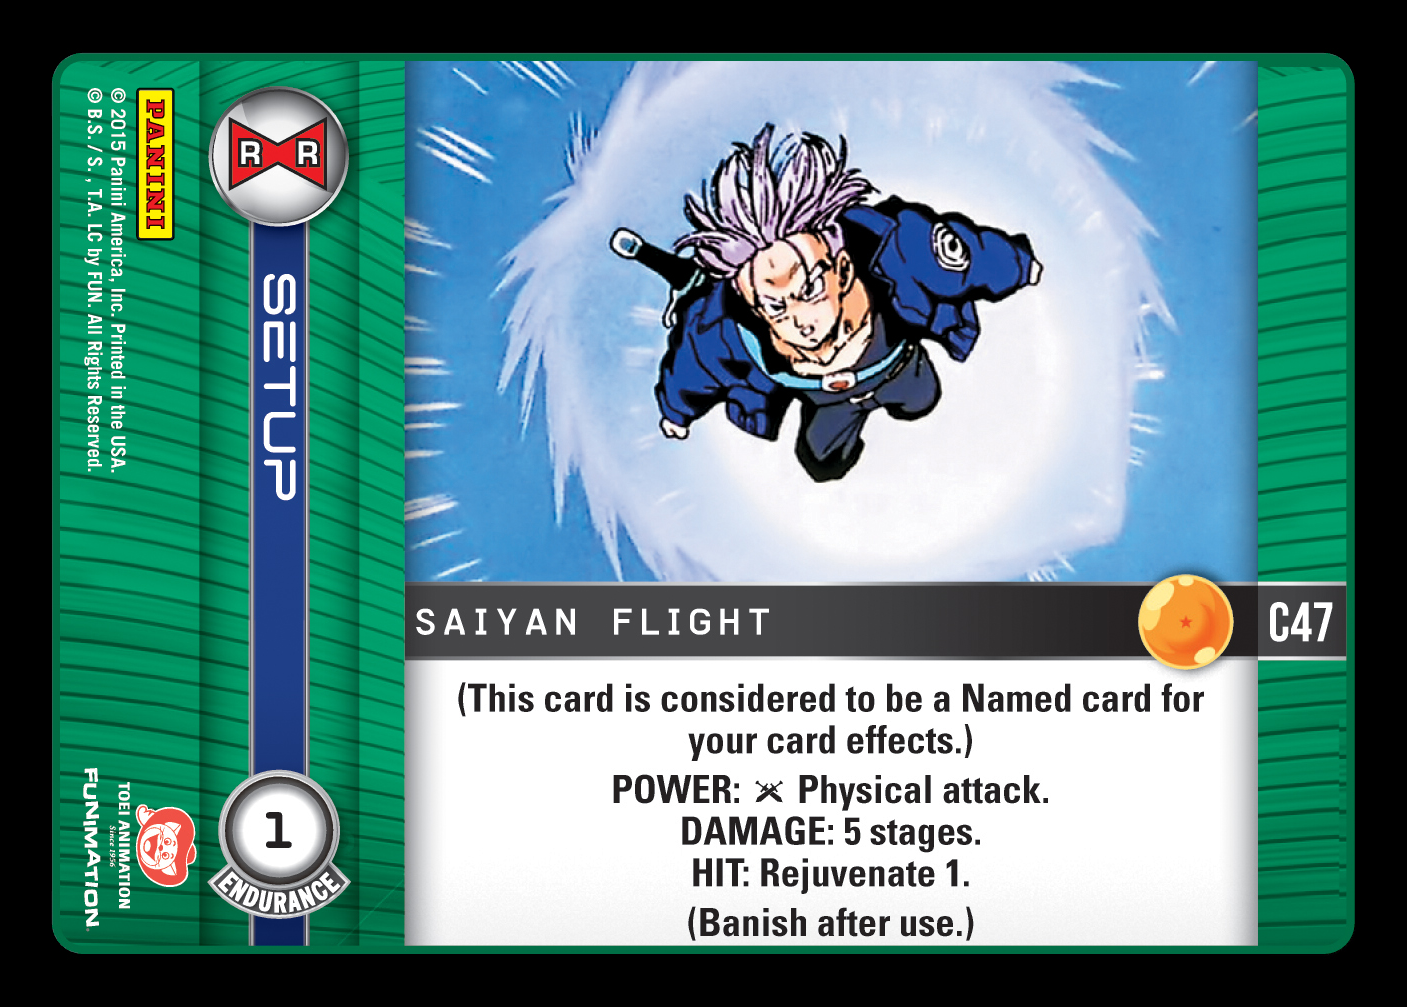 PANINI
© 2015 Panini America, Inc. Printed in the USA.
© B.S. / S. , T.A. LC by FUN. All Rights Reserved.
TOEI ANIMATION
Since 1956
FUNIMATION
R R
SETUP
1
ENDURANCE
SAIYAN FLIGHT
C47
(This card is considered to be a Named card for
your card effects.)
POWER: Physical attack.
DAMAGE: 5 stages.
HIT: Rejuvenate 1.
(Banish after use.)